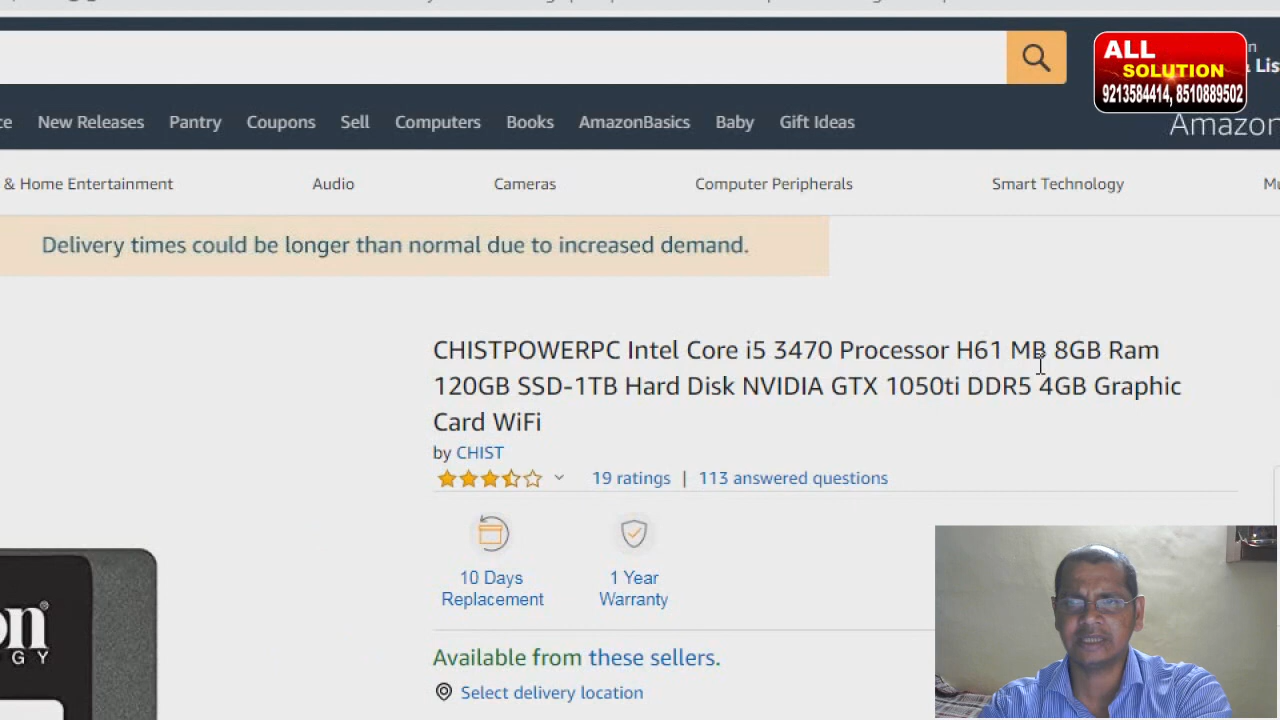 ALL
SOLUTION
9213584414, 8510889502
New Releases Pantry Coupons Sell Computers Books AmazonBasics Baby Gift Ideas
Amazon
& Home Entertainment Audio Cameras Computer Peripherals Smart Technology
Delivery times could be longer than normal due to increased demand.
CHISTPOWERPC Intel Core i5 3470 Processor H61 MB 8GB Ram
120GB SSD-1TB Hard Disk NVIDIA GTX 1050ti DDR5 4GB Graphic
Card WiFi
by CHIST
19 ratings | 113 answered questions
10 Days
Replacement
1 Year
Warranty
Available from these sellers.
Select delivery location